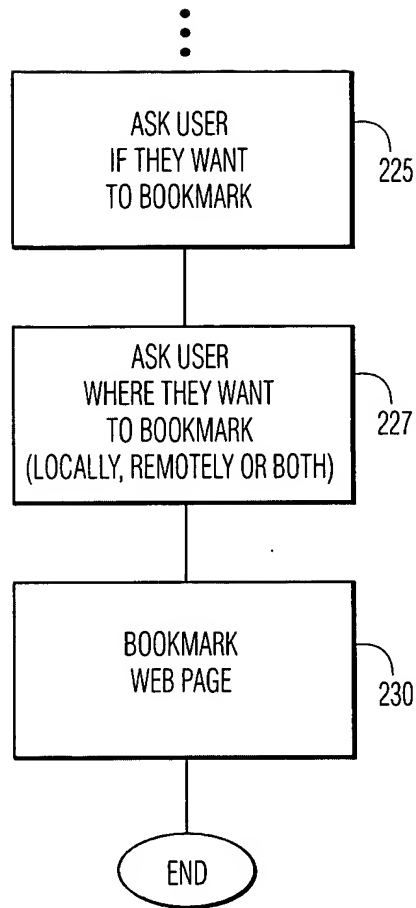 ASK USER
IF THEY WANT
TO BOOKMARK
225
ASK USER
WHERE THEY WANT
TO BOOKMARK
(LOCALLY, REMOTELY OR BOTH)
227
BOOKMARK
WEB PAGE
230
END